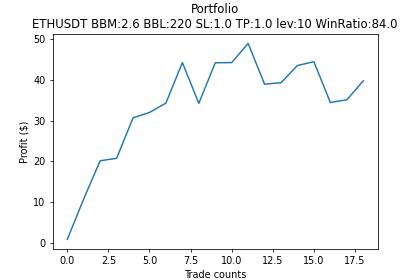 Portfolio
ETHUSDT BBM:2.6 BBL:220 SL:1.0 TP:1.0 lev:10 WinRatio:84.0
50
40
30
20
10
0
Profit ($)
0.0 2.5 5.0 7.5 10.0 12.5 15.0 17.5
Trade counts